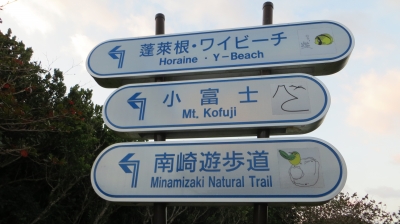 蓬莱根・ワイビーチ
Horaine・Y-Beach
小富士
Mt. Kofuji
南崎遊歩道
Minamizaki Natural Trail